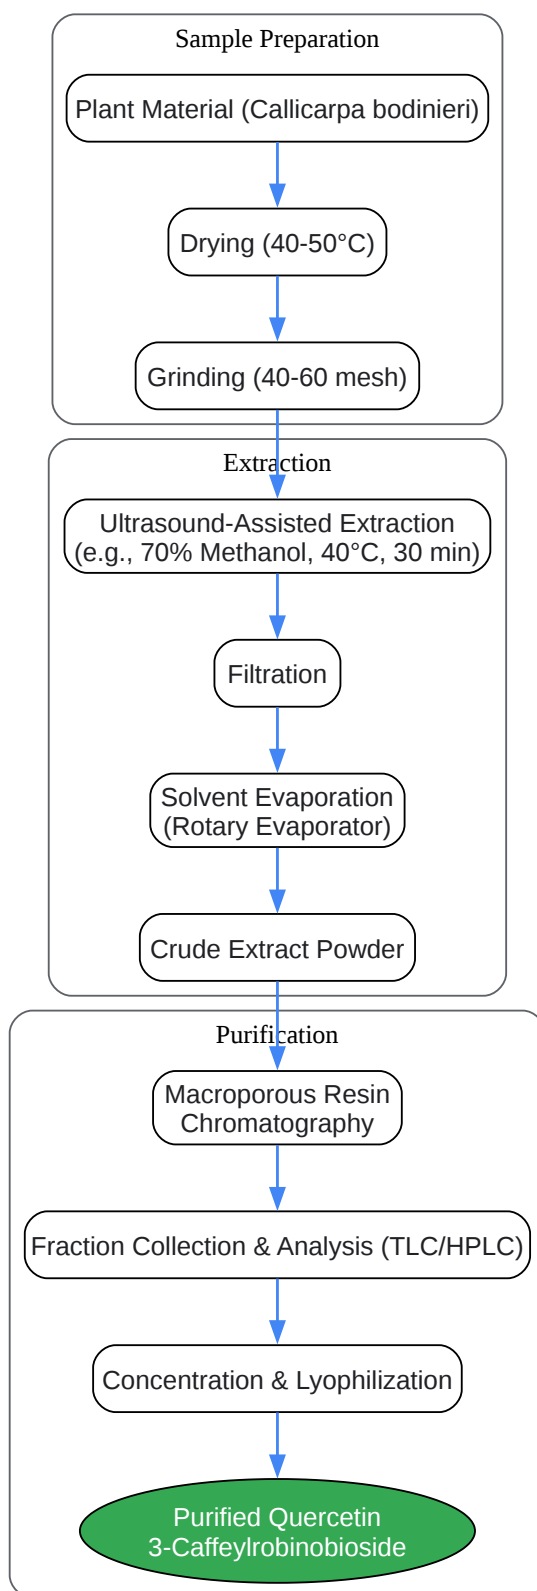 Sample Preparation
Plant Material (Callicarpa bodinieri)
Drying (40-50°C)
Grinding (40-60 mesh)
Extraction
Ultrasound-Assisted Extraction
(e.g., 70% Methanol, 40°C, 30 min)
Filtration
Solvent Evaporation
(Rotary Evaporator)
Crude Extract Powder
Purification
Macroporous Resin
Chromatography
Fraction Collection & Analysis (TLC/HPLC)
Concentration & Lyophilization
Purified Quercetin
3-Caffeylrobinobioside